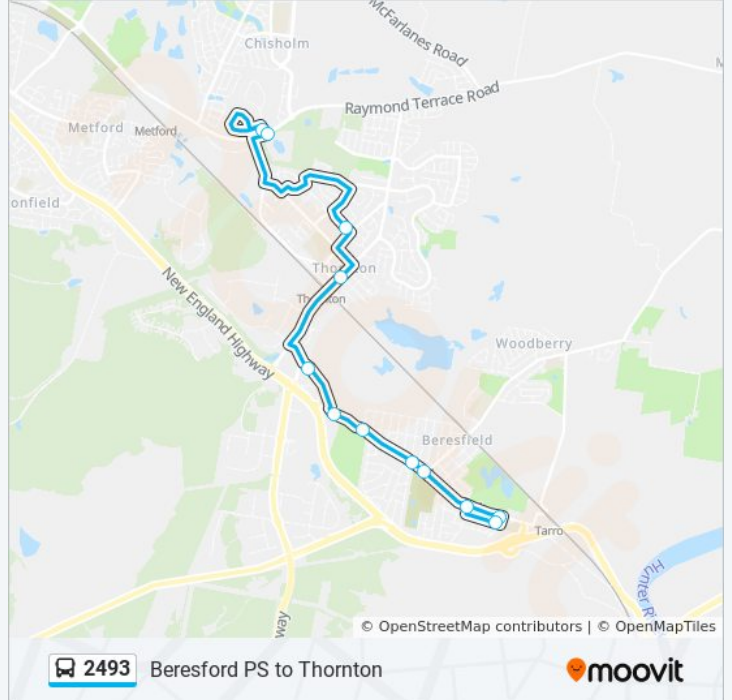 McFarlanes Road
Chisholm
M
Raymond Terrace Road
Metford
Metford
onfield
Thornton
New England Highway
Woodberry
Beresfield
Tarro
Hunter Ri
way
© OpenStreetMap contributors | © OpenMapTiles
2493 Beresford PS to Thornton
moovit